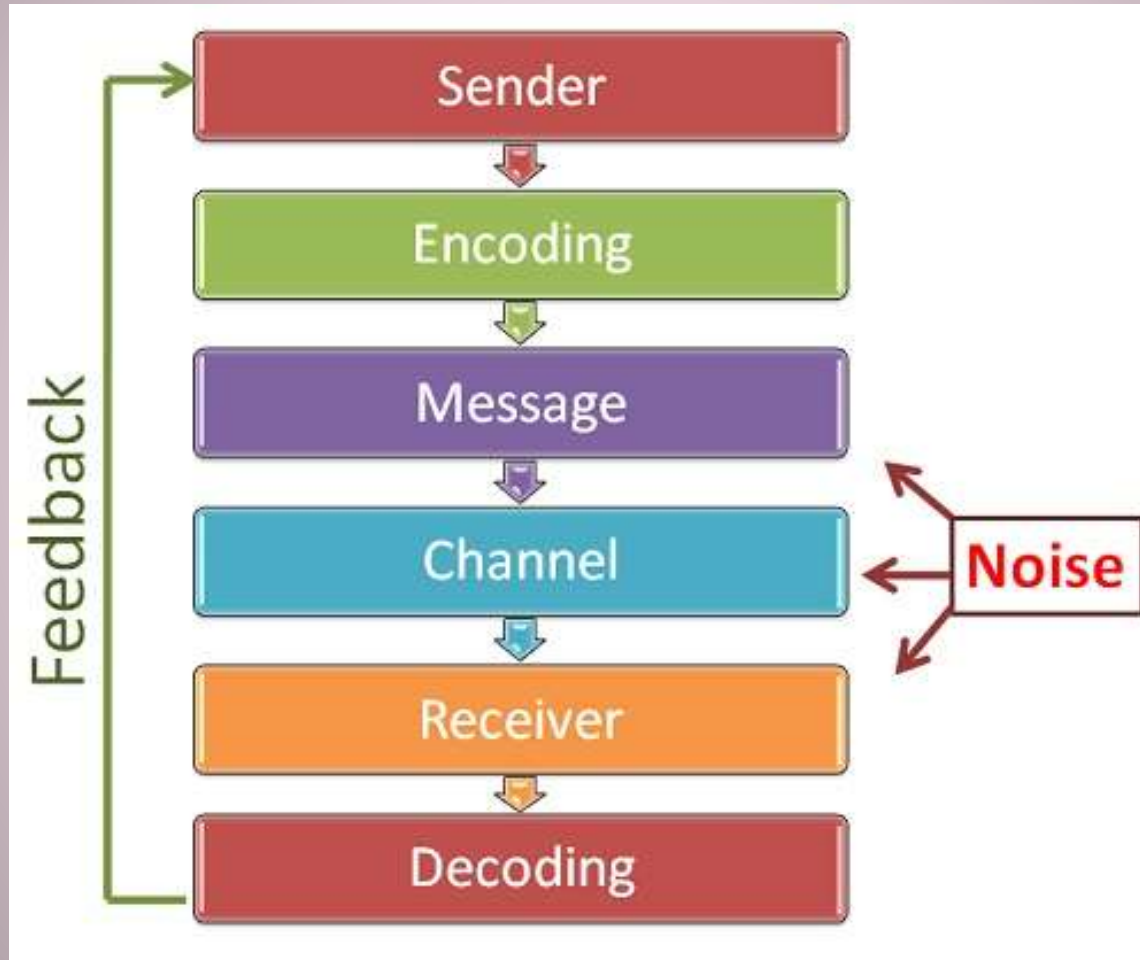 Sender
Encoding
Message
Channel
Receiver
Decoding
Feedback
Noise